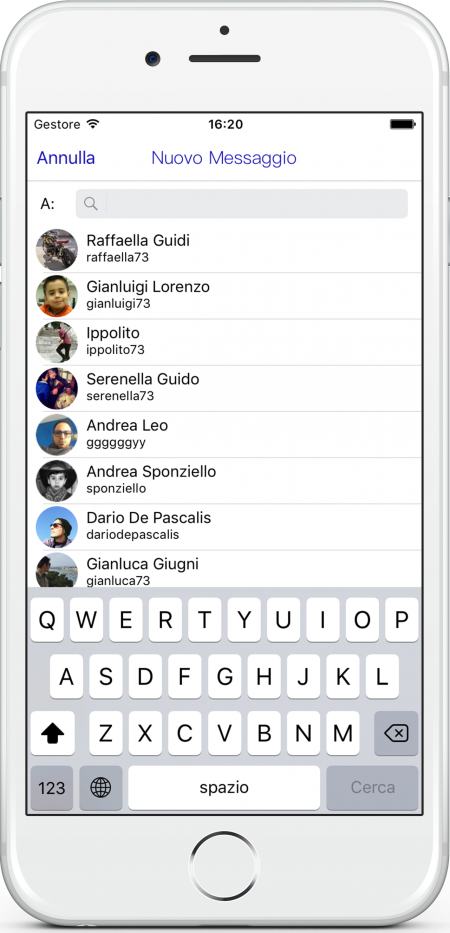 Gestore 16:20
Annulla Nuovo Messaggio
A:
Raffaella Guidi
raffaella73
Gianluigi Lorenzo
gianluigi73
Ippolito
ippolito73
Serenella Guido
serenella73
Andrea Leo
ggggggyy
Andrea Sponziello
sponziello
Dario De Pascalis
dariodepascalis
Gianluca Giugni
gianluca73
Q W E R T Y U I O P
A S D F G H J K L
Z X C V B N M
123 spazio Cerca